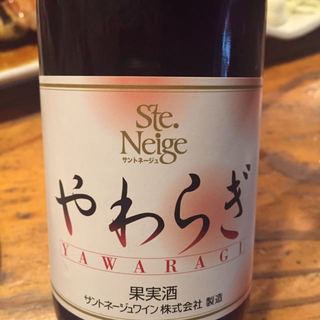 Ste.
Neige
サントネージュ
やわらぎ
YAWARAGI
果実酒
サントネージュワイン株式会社 製造